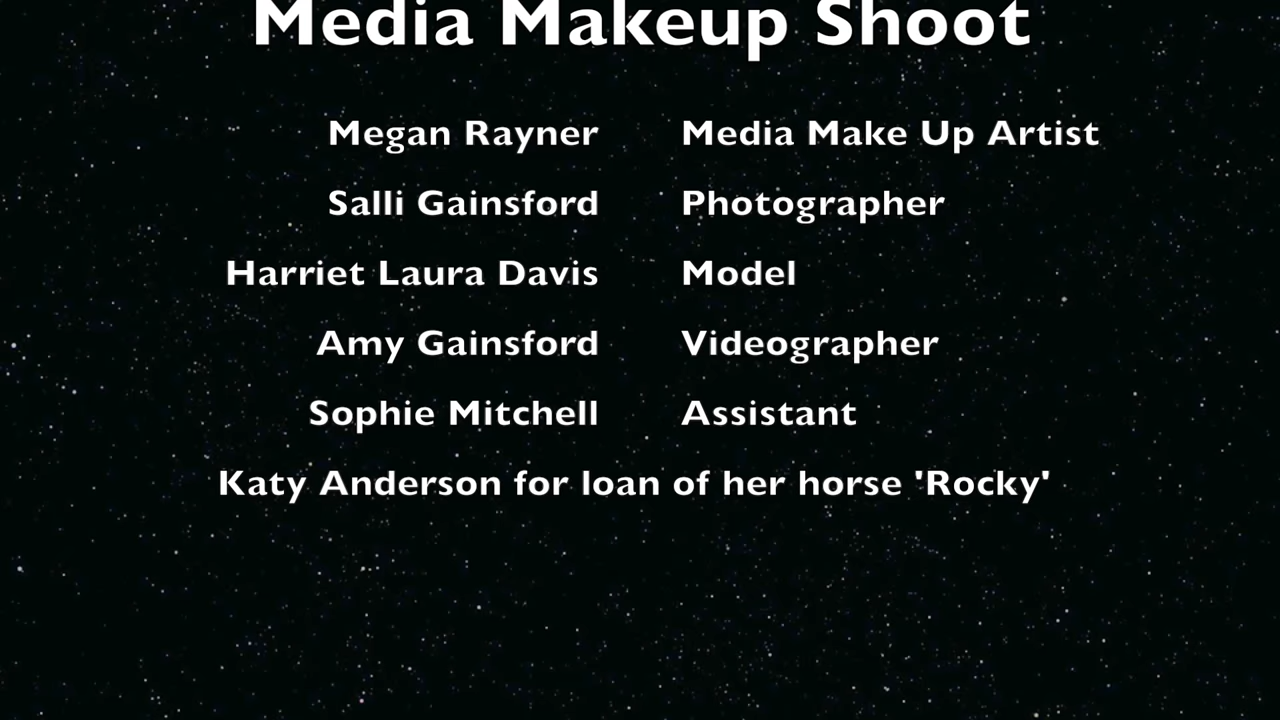 Media Makeup Shoot
Megan Rayner Media Make Up Artist
Salli Gainsford Photographer
Harriet Laura Davis Model
Amy Gainsford Videographer
Sophie Mitchell Assistant
Katy Anderson for loan of her horse 'Rocky'